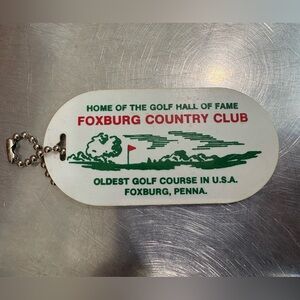 HOME OF THE GOLF HALL OF FAME
FOXBURG COUNTRY CLUB
OLDEST GOLF COURSE IN U.S.A.
FOXBURG, PENNA.